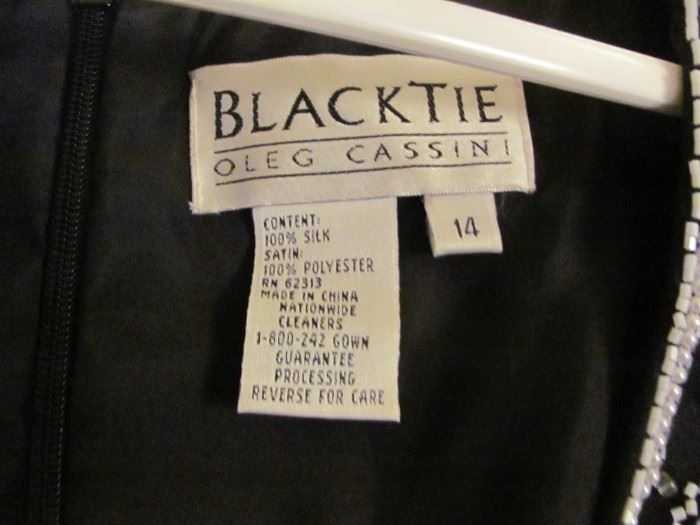 BLACKTIE
OLEG CASSINI
14
CONTENT:
100% SILK
SATIN:
100% POLYESTER
RN 62313
MADE IN CHINA
NATIONWIDE
CLEANERS
1-800-242 GOWN
GUARANTEE
PROCESSING
REVERSE FOR CARE